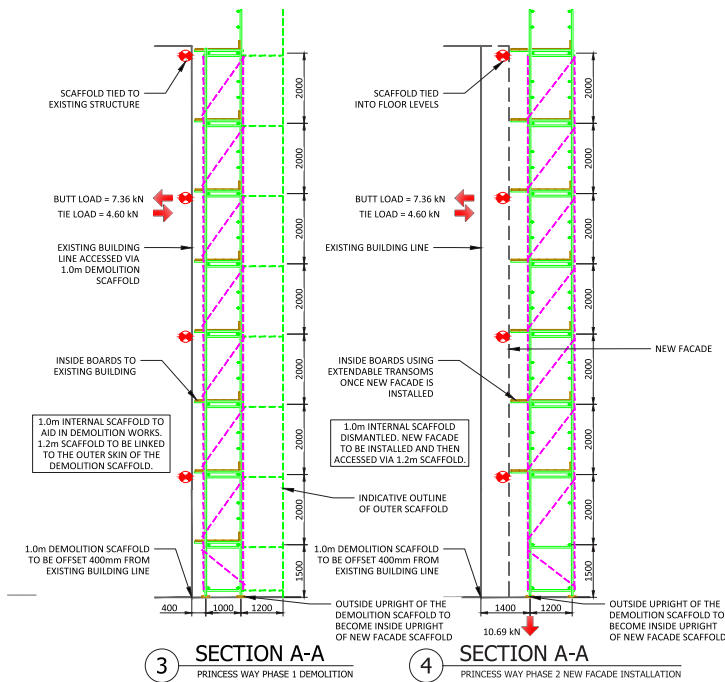 SCAFFOLD TIED TO
EXISTING STRUCTURE
BUTT LOAD = 7.36 kN
TIE LOAD = 4.60 kN
EXISTING BUILDING
LINE ACCESSED VIA
1.0m DEMOLITION
SCAFFOLD
INSIDE BOARDS TO
EXISTING BUILDING
1.0m INTERNAL SCAFFOLD TO
AID IN DEMOLITION WORKS.
1.2m SCAFFOLD TO BE LINKED
TO THE OUTER SKIN OF THE
DEMOLITION SCAFFOLD.
1.0m DEMOLITION SCAFFOLD
TO BE OFFSET 400mm FROM
EXISTING BUILDING LINE
2000
2000
2000
2000
2000
2000
2000
1500
INDICATIVE OUTLINE
OF OUTER SCAFFOLD
400
1000
1200
OUTSIDE UPRIGHT OF THE
DEMOLITION SCAFFOLD TO
BECOME INSIDE UPRIGHT
OF NEW FACADE SCAFFOLD
3
SECTION A-A
PRINCESS WAY PHASE 1 DEMOLITION
SCAFFOLD TIED
INTO FLOOR LEVELS
BUTT LOAD = 7.36 kN
TIE LOAD = 4.60 kN
EXISTING BUILDING LINE
NEW FACADE
INSIDE BOARDS USING
EXTENDABLE TRANSOMS
ONCE NEW FACADE IS
INSTALLED
1.0m INTERNAL SCAFFOLD
DISMANTLED. NEW FACADE
TO BE INSTALLED AND THEN
ACCESSED VIA 1.2m SCAFFOLD.
1.0m DEMOLITION SCAFFOLD
TO BE OFFSET 400mm FROM
EXISTING BUILDING LINE
2000
2000
2000
2000
2000
2000
2000
1500
1400
1200
10.69 kN
OUTSIDE UPRIGHT OF THE
DEMOLITION SCAFFOLD TO
BECOME INSIDE UPRIGHT
OF NEW FACADE SCAFFOLD
4
SECTION A-A
PRINCESS WAY PHASE 2 NEW FACADE INSTALLATION